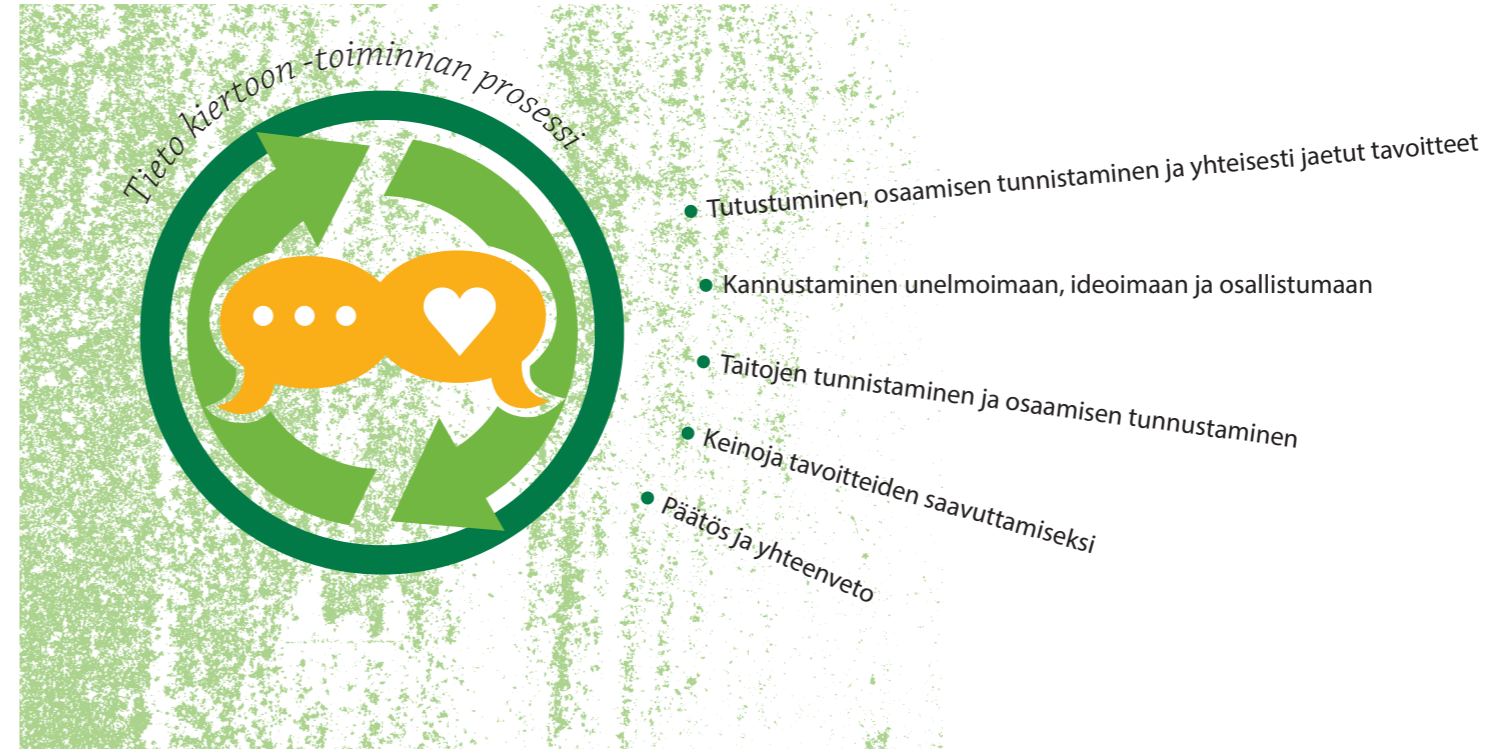 Tieto kiertoon -toiminnan prosessi
Tutustuminen, osaamisen tunnistaminen ja yhteisesti jaetut tavoitteet
Kannustaminen unelmoimaan, ideoimaan ja osallistumaan
Taitojen tunnistaminen ja osaamisen tunnustaminen
Keinoja tavoitteiden saavuttamiseksi
Päätös ja yhteenveto